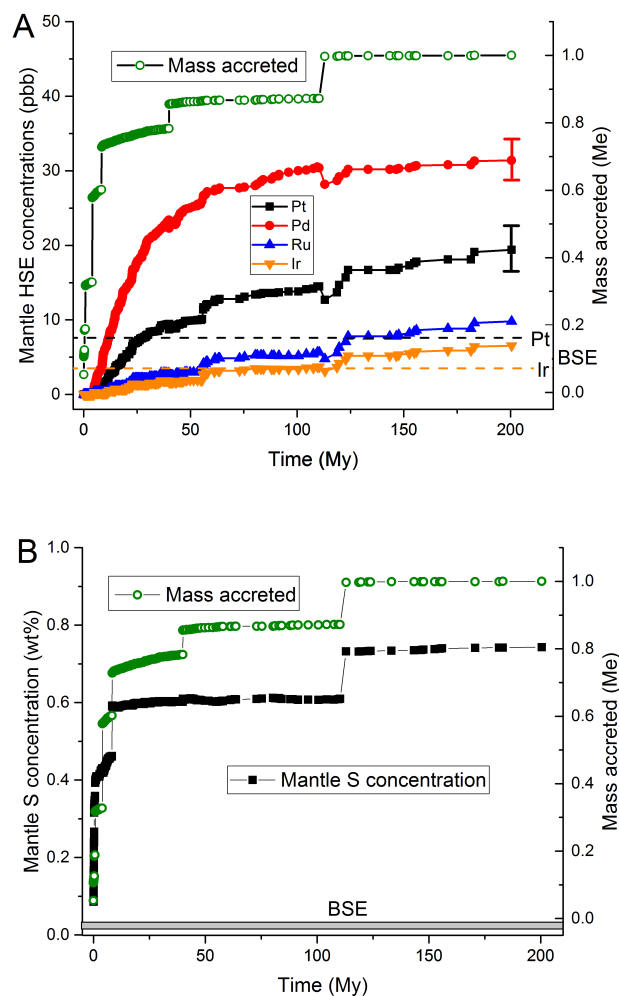 A
50
40
30
20
10
0
Mantle HSE concentrations (pbb)
Mass accreted
Pt
Pd
Ru
Ir
1.0
0.8
0.6
0.4
0.2
0.0
Mass accreted (Me)
Pt
BSE
Ir
0 50 100 150 200
Time (My)
B
1.0
0.8
0.6
0.4
0.2
0.0
Mantle S concentration (wt%)
Mass accreted
Mantle S concentration
BSE
1.0
0.8
0.6
0.4
0.2
0.0
Mass accreted (Me)
0 50 100 150 200
Time (My)